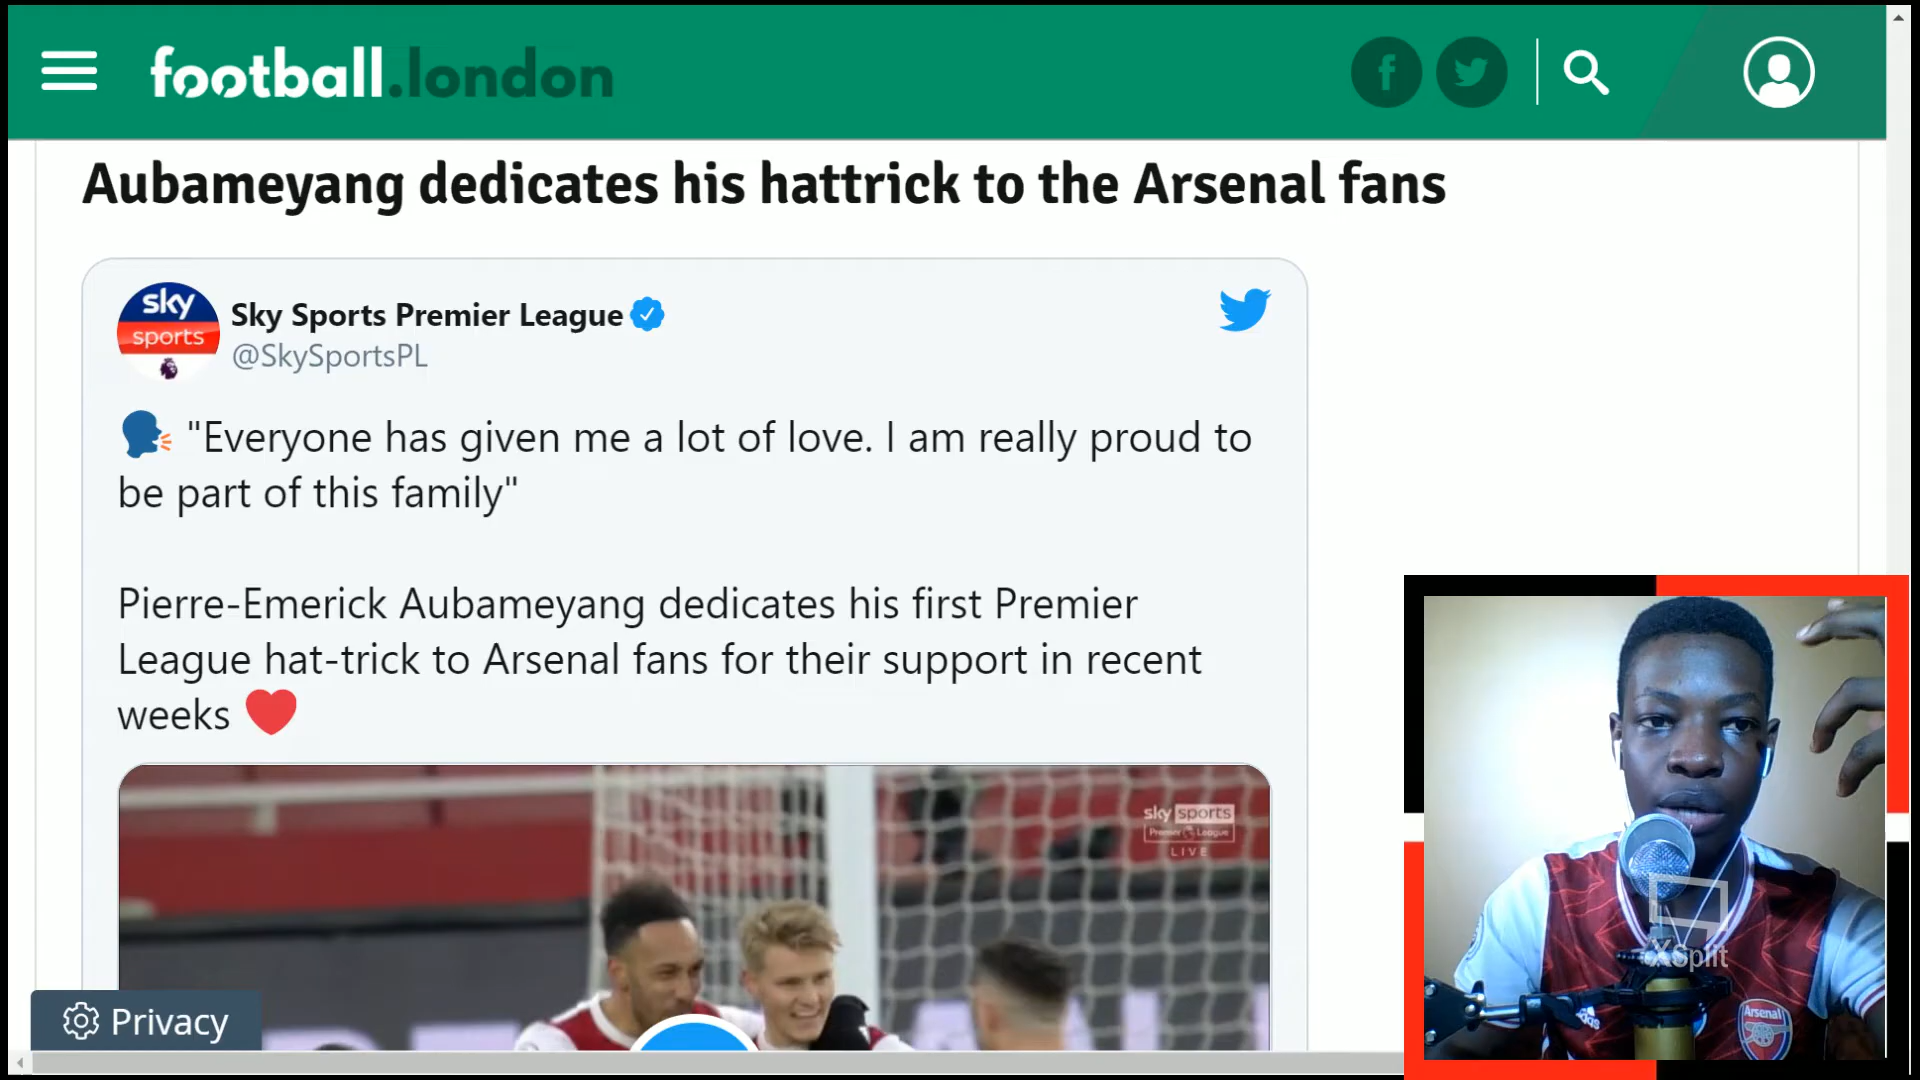 football.london
Aubameyang dedicates his hattrick to the Arsenal fans
sky
sports
Sky Sports Premier League
@SkySportsPL
"Everyone has given me a lot of love. I am really proud to
be part of this family"
Pierre-Emerick Aubameyang dedicates his first Premier
League hat-trick to Arsenal fans for their support in recent
weeks
sky sports
Premier League
LIVE
Privacy
XSplit
adidas
Arsenal